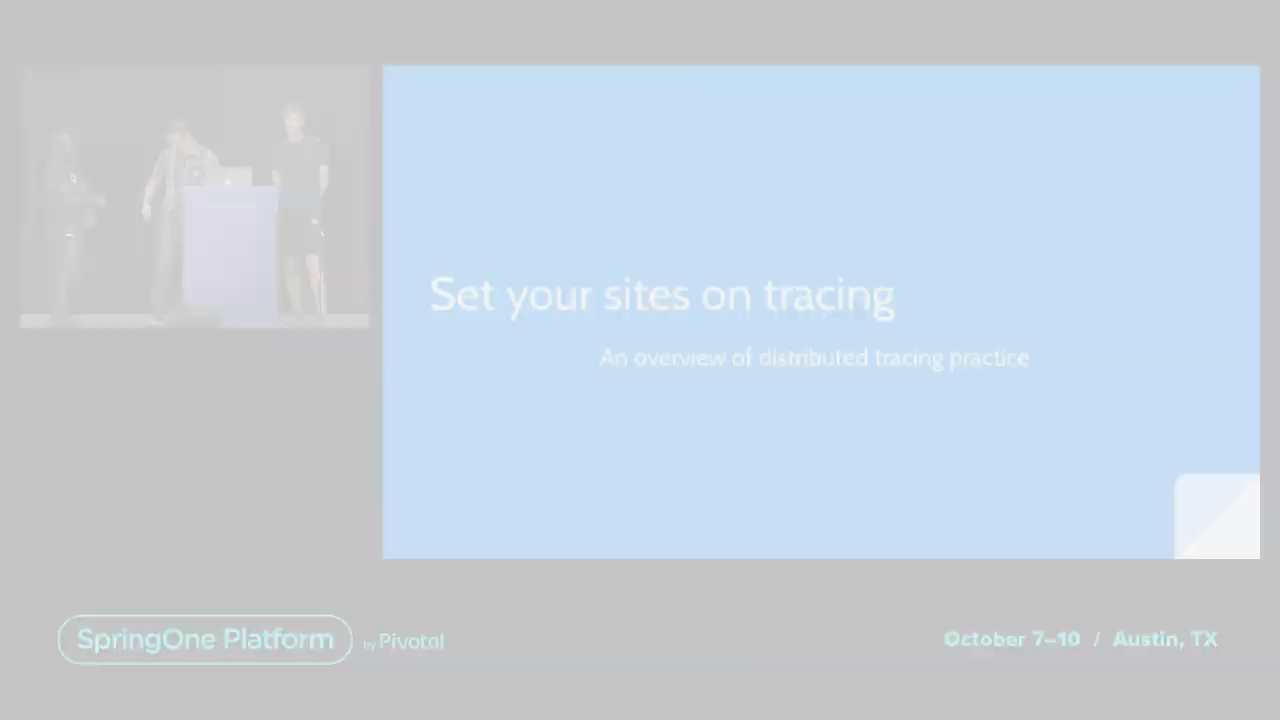 Set your sites on tracing
An overview of distributed tracing practice
SpringOne Platform by Pivotal
October 7–10 / Austin, TX